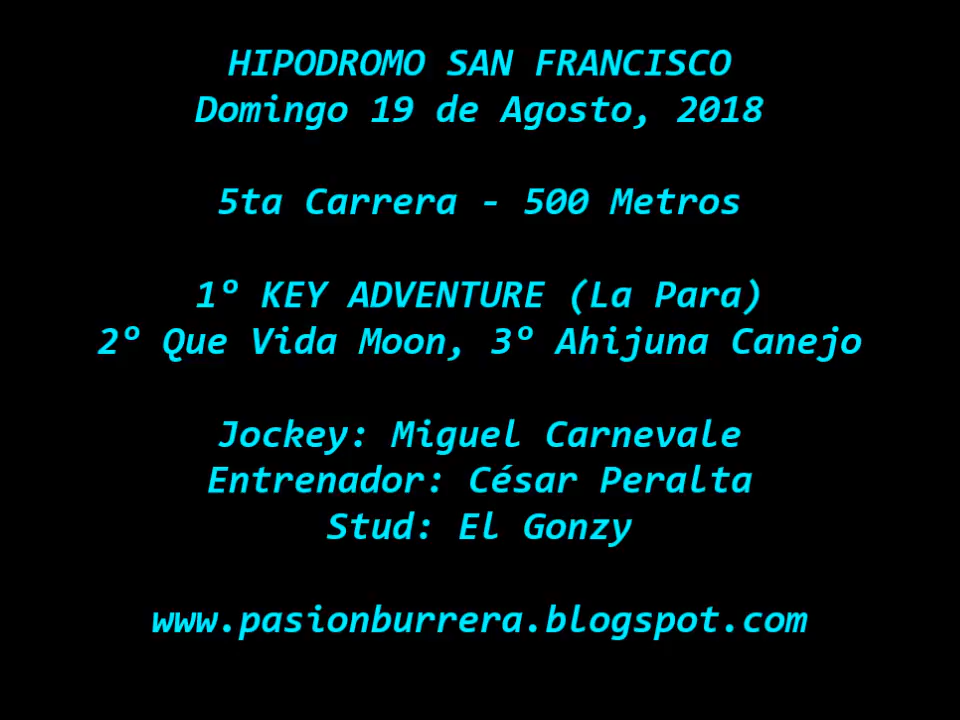 HIPODROMO SAN FRANCISCO
Domingo 19 de Agosto, 2018
5ta Carrera - 500 Metros
1º KEY ADVENTURE (La Para)
2º Que Vida Moon, 3º Ahijuna Canejo
Jockey: Miguel Carnevale
Entrenador: César Peralta
Stud: El Gonzy
www.pasionburrera.blogspot.com